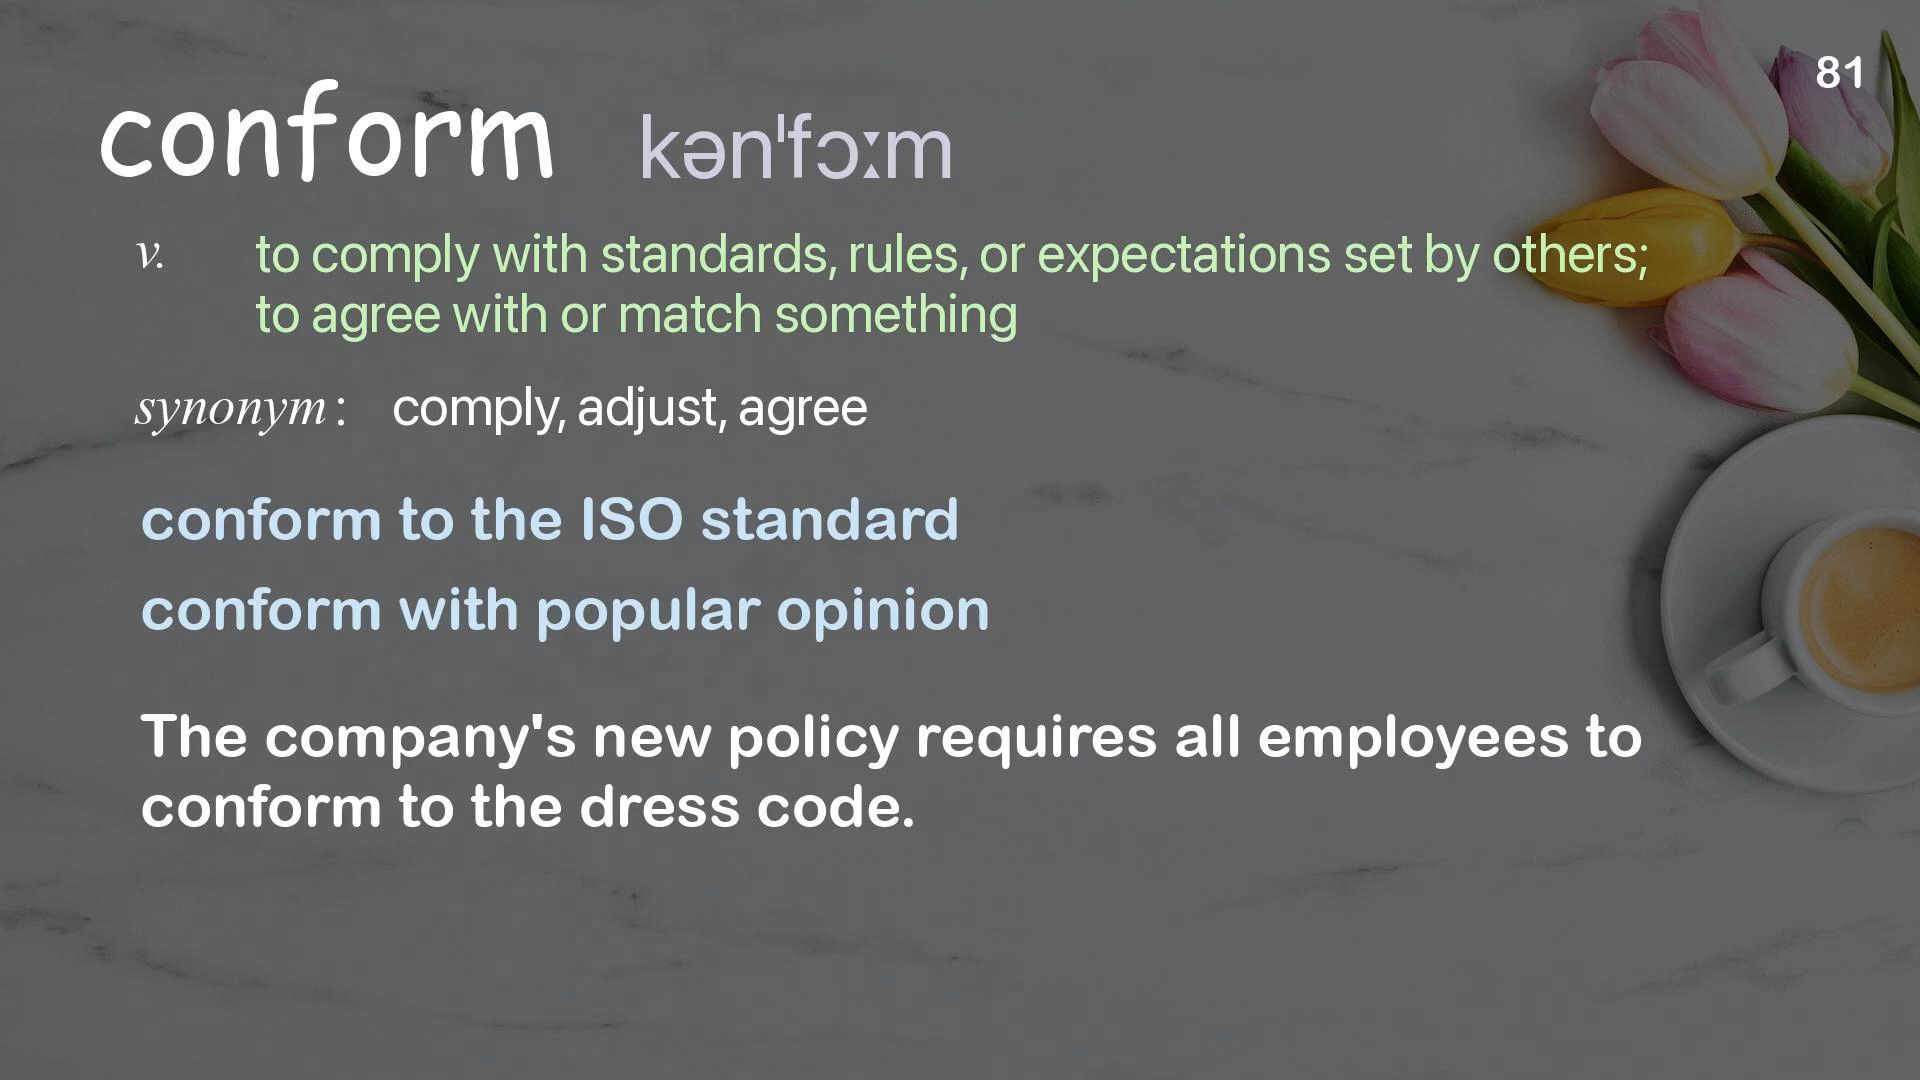 81
conform kən'fɔːm
v. to comply with standards, rules, or expectations set by others;
to agree with or match something
synonym: comply, adjust, agree
conform to the ISO standard
conform with popular opinion
The company's new policy requires all employees to
conform to the dress code.